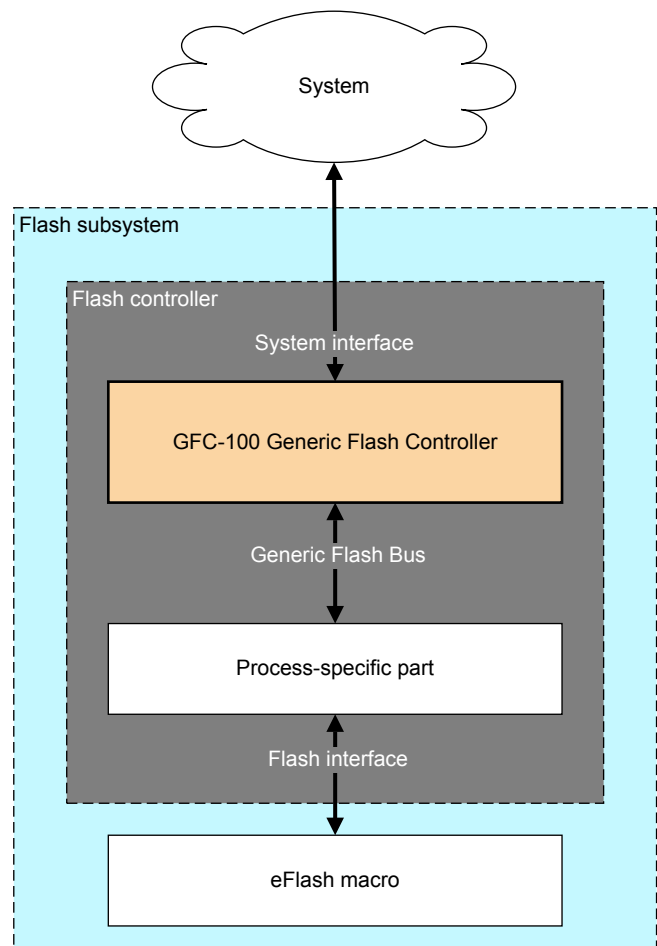 System
Flash subsystem
Flash controller
System interface
GFC-100 Generic Flash Controller
Generic Flash Bus
Process-specific part
Flash interface
eFlash macro